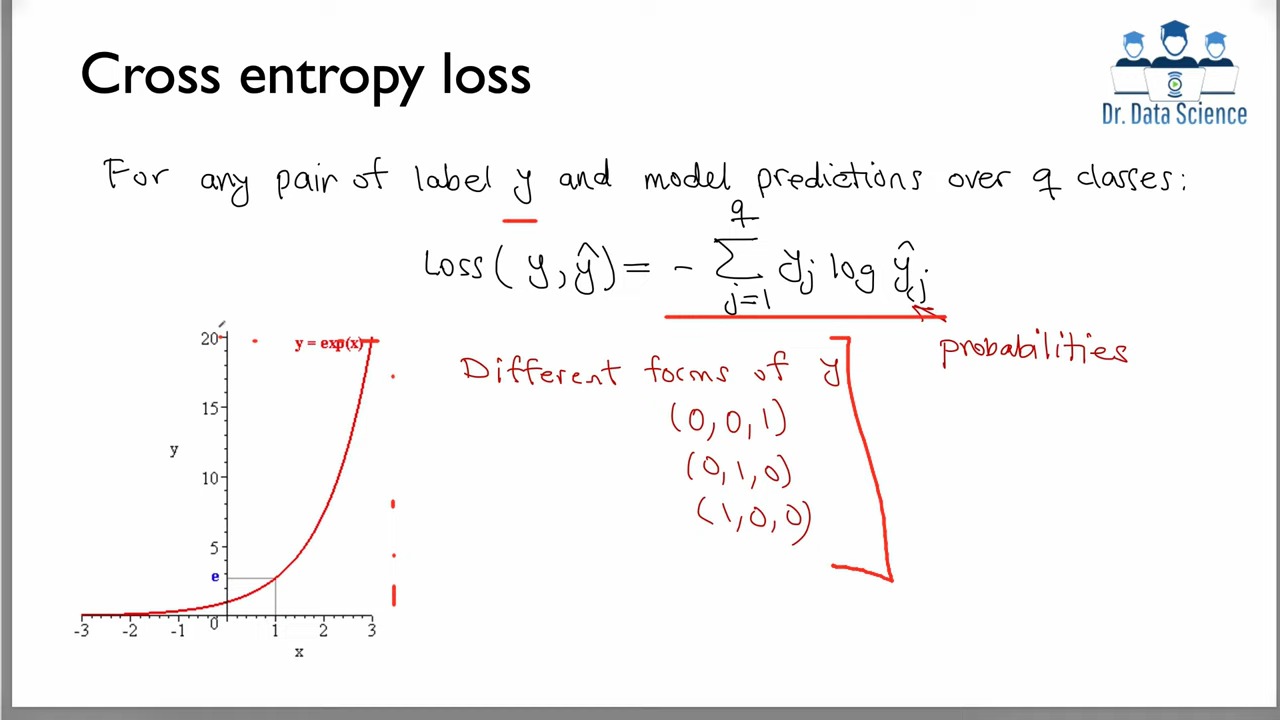 Cross entropy loss
Dr. Data Science
For any pair of label y and model predictions over q classes:
Loss(y, ŷ) = - ∑_{j=1}^{q} y_j log ŷ_j
probabilities
Different forms of y
(0,0,1)
(0,1,0)
(1,0,0)
y = exp(x)
20
15
y
10
5
e
0
-3 -2 -1 1 2 3
x